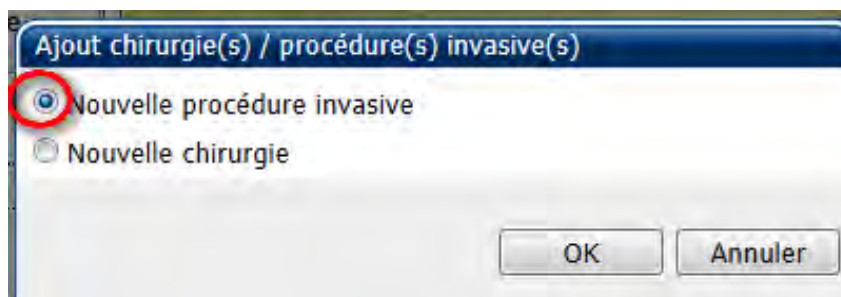 Ajout chirurgie(s) / procédure(s) invasive(s)
Nouvelle procédure invasive
Nouvelle chirurgie
OK Annuler